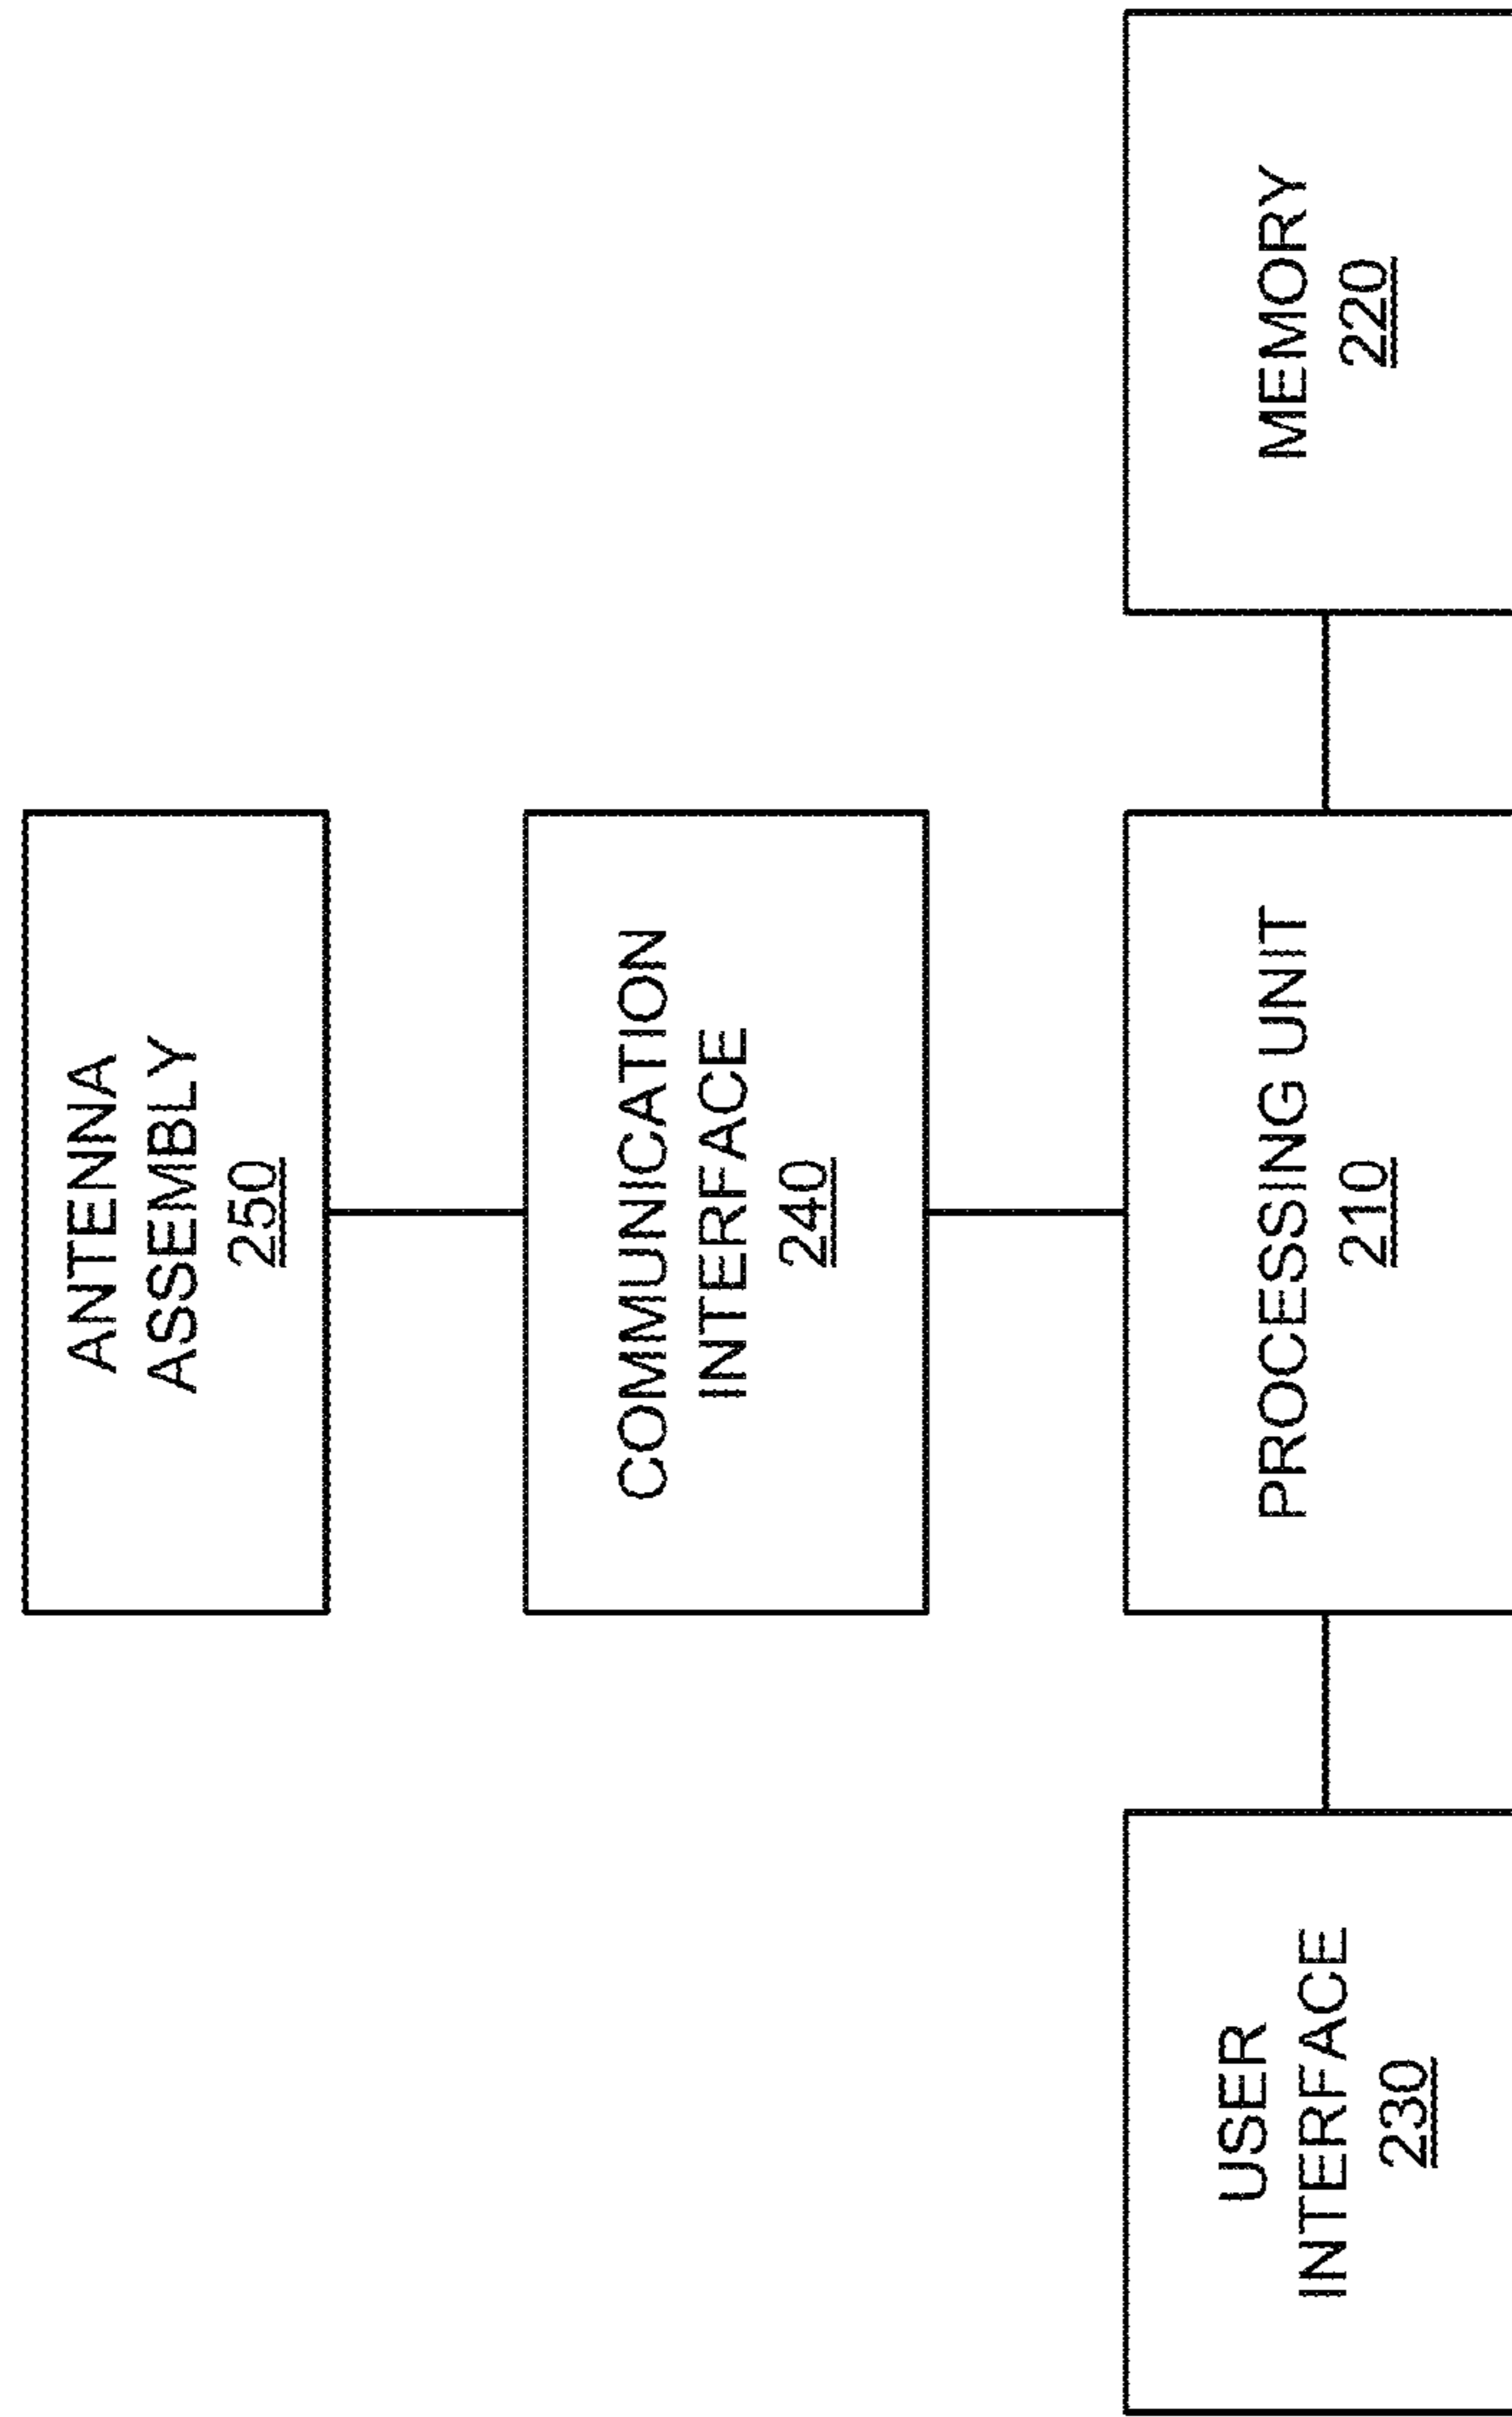 ANTENNA
ASSEMBLY
250
COMMUNICATION
INTERFACE
240
USER
INTERFACE
230
PROCESSING UNIT
210
MEMORY
220